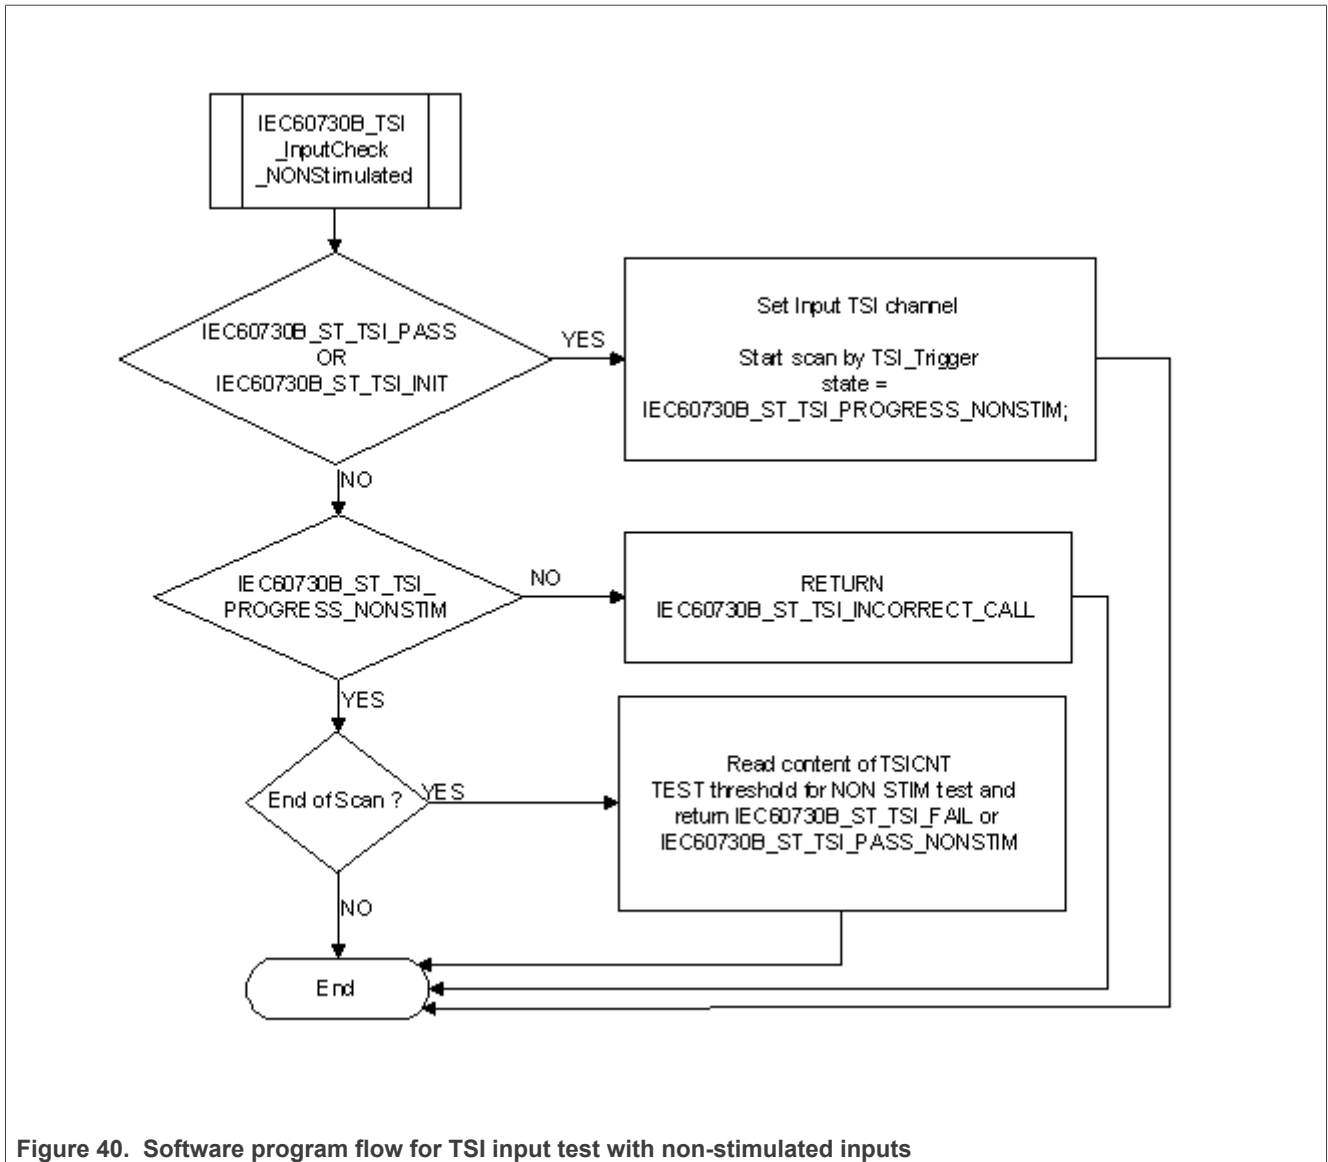 IEC60730B_TSI
_InputCheck
_NONStimulated
IEC60730B_ST_TSI_PASS
OR
IEC60730B_ST_TSI_INIT
YES
Set Input TSI channel
Start scan by TSI_Trigger
state =
IEC60730B_ST_TSI_PROGRESS_NONSTIM;
NO
IEC60730B_ST_TSI_
PROGRESS_NONSTIM
NO
RETURN
IEC60730B_ST_TSI_INCORRECT_CALL
YES
End of Scan ?
YES
Read content of TSICNT
TEST threshold for NON STIM test and
return IEC60730B_ST_TSI_FAIL or
IEC60730B_ST_TSI_PASS_NONSTIM
NO
End
Figure 40. Software program flow for TSI input test with non-stimulated inputs